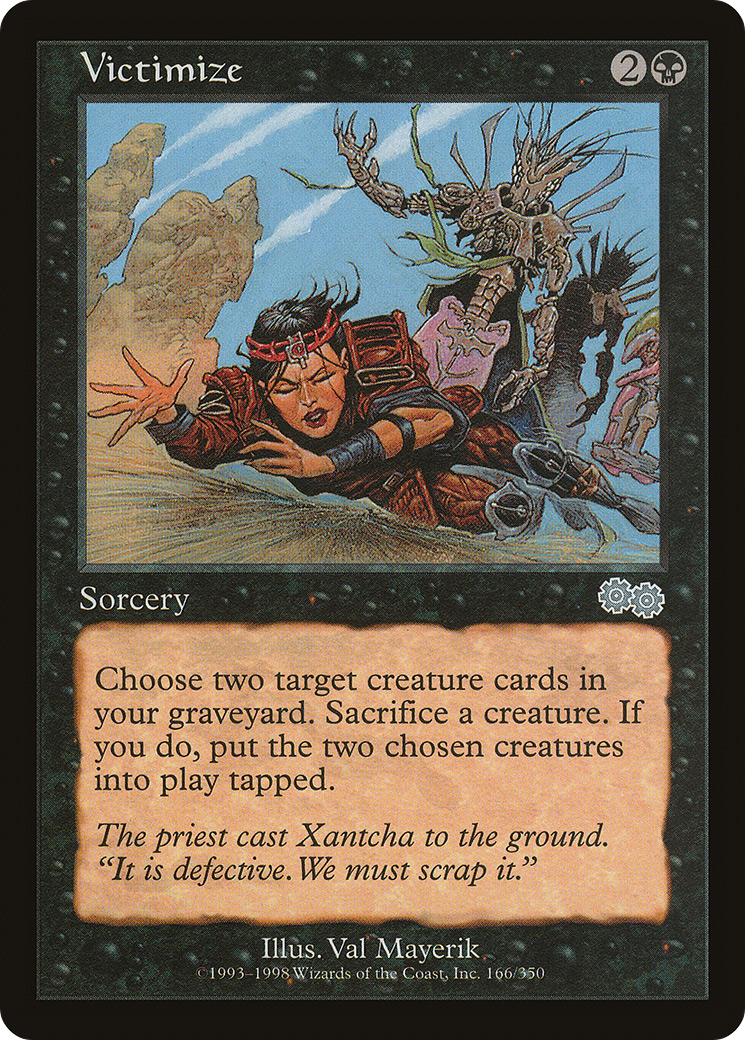 Victimize 2
Sorcery
Choose two target creature cards in
your graveyard. Sacrifice a creature. If
you do, put the two chosen creatures
into play tapped.
The priest cast Xantcha to the ground.
“It is defective. We must scrap it.”
Illus. Val Mayerik
©1993–1998 Wizards of the Coast, Inc. 166/350